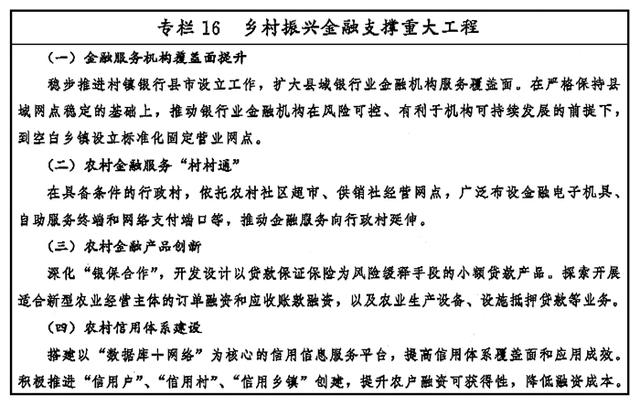 专栏 16　乡村振兴金融支撑重大工程
（一）金融服务机构覆盖面提升
稳步推进村镇银行县市设立工作，扩大县域银行业金融机构服务覆盖面。在严格保持县
域网点稳定的基础上，推动银行业金融机构在风险可控、有利于机构可持续发展的前提下，
到空白乡镇设立标准化固定营业网点。
（二）农村金融服务“村村通”
在具备条件的行政村，依托农村社区超市、供销社经营网点，广泛布设金融电子机具、
自助服务终端和网络支付端口等，推动金融服务向行政村延伸。
（三）农村金融产品创新
深化“银保合作”，开发设计以贷款保证保险为风险缓释手段的小额贷款产品。探索开展
适合新型农业经营主体的订单融资和应收账款融资，以及农业生产设备、设施抵押贷款等业务。
（四）农村信用体系建设
搭建以“数据库＋网络”为核心的信用信息服务平台，提高信用体系覆盖面和应用成效。
积极推进“信用户”、“信用村”、“信用乡镇”创建，提升农户融资可获得性，降低融资成本。